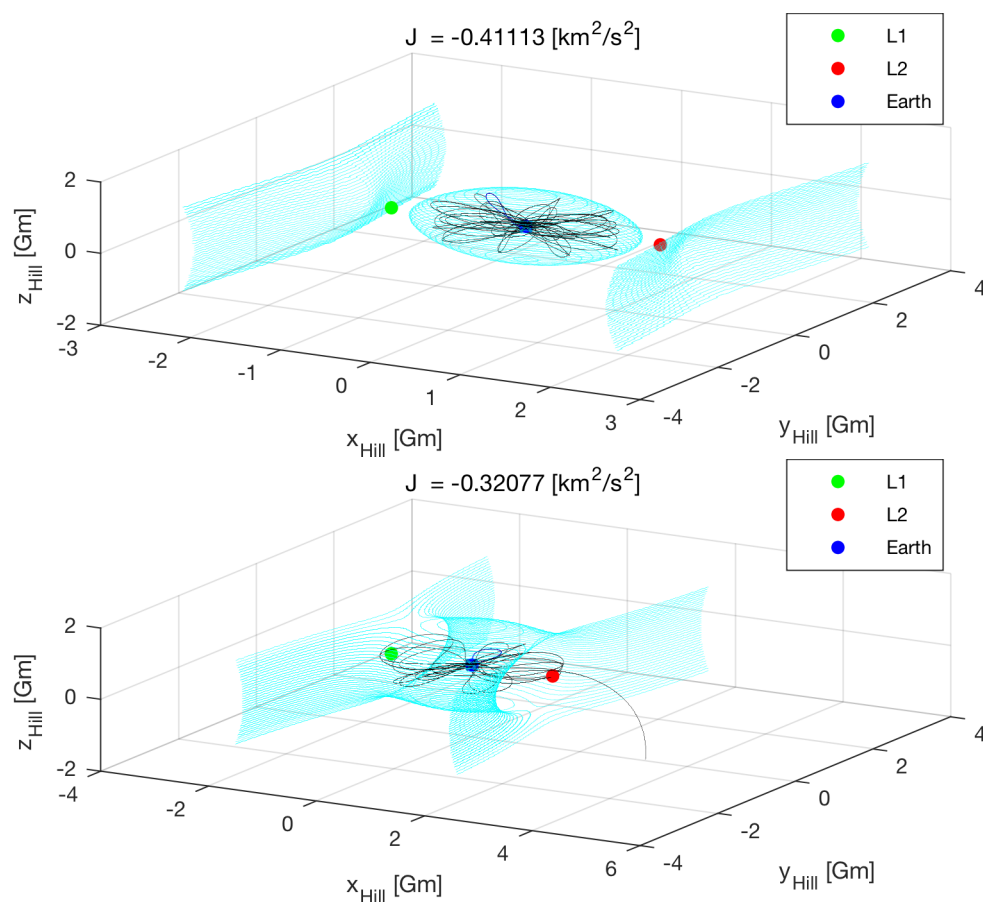 J = -0.41113 [km²/s²]
L1
L2
Earth
2
0
-2
z_Hill [Gm]
-3
-2
-1
0
1
2
3
x_Hill [Gm]
-4
-2
0
2
4
y_Hill [Gm]
J = -0.32077 [km²/s²]
L1
L2
Earth
2
0
-2
z_Hill [Gm]
-4
-2
0
2
4
6
x_Hill [Gm]
-4
-2
0
2
4
y_Hill [Gm]